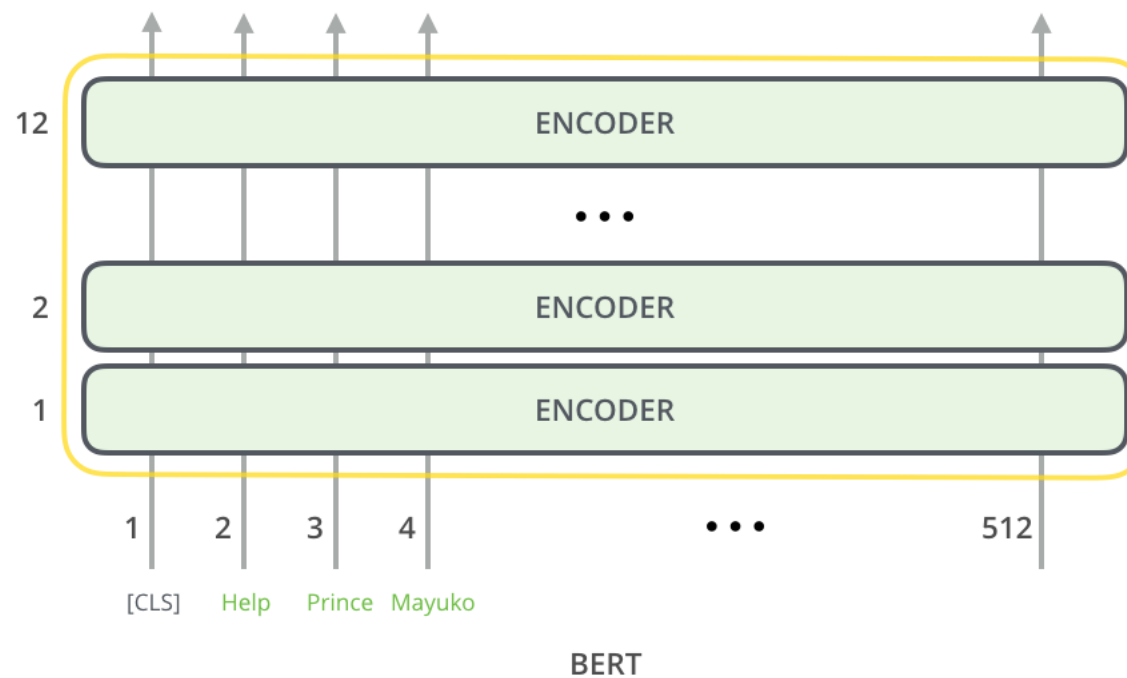 12 ENCODER
•••
2 ENCODER
1 ENCODER
1 2 3 4 ••• 512
[CLS] Help Prince Mayuko
BERT